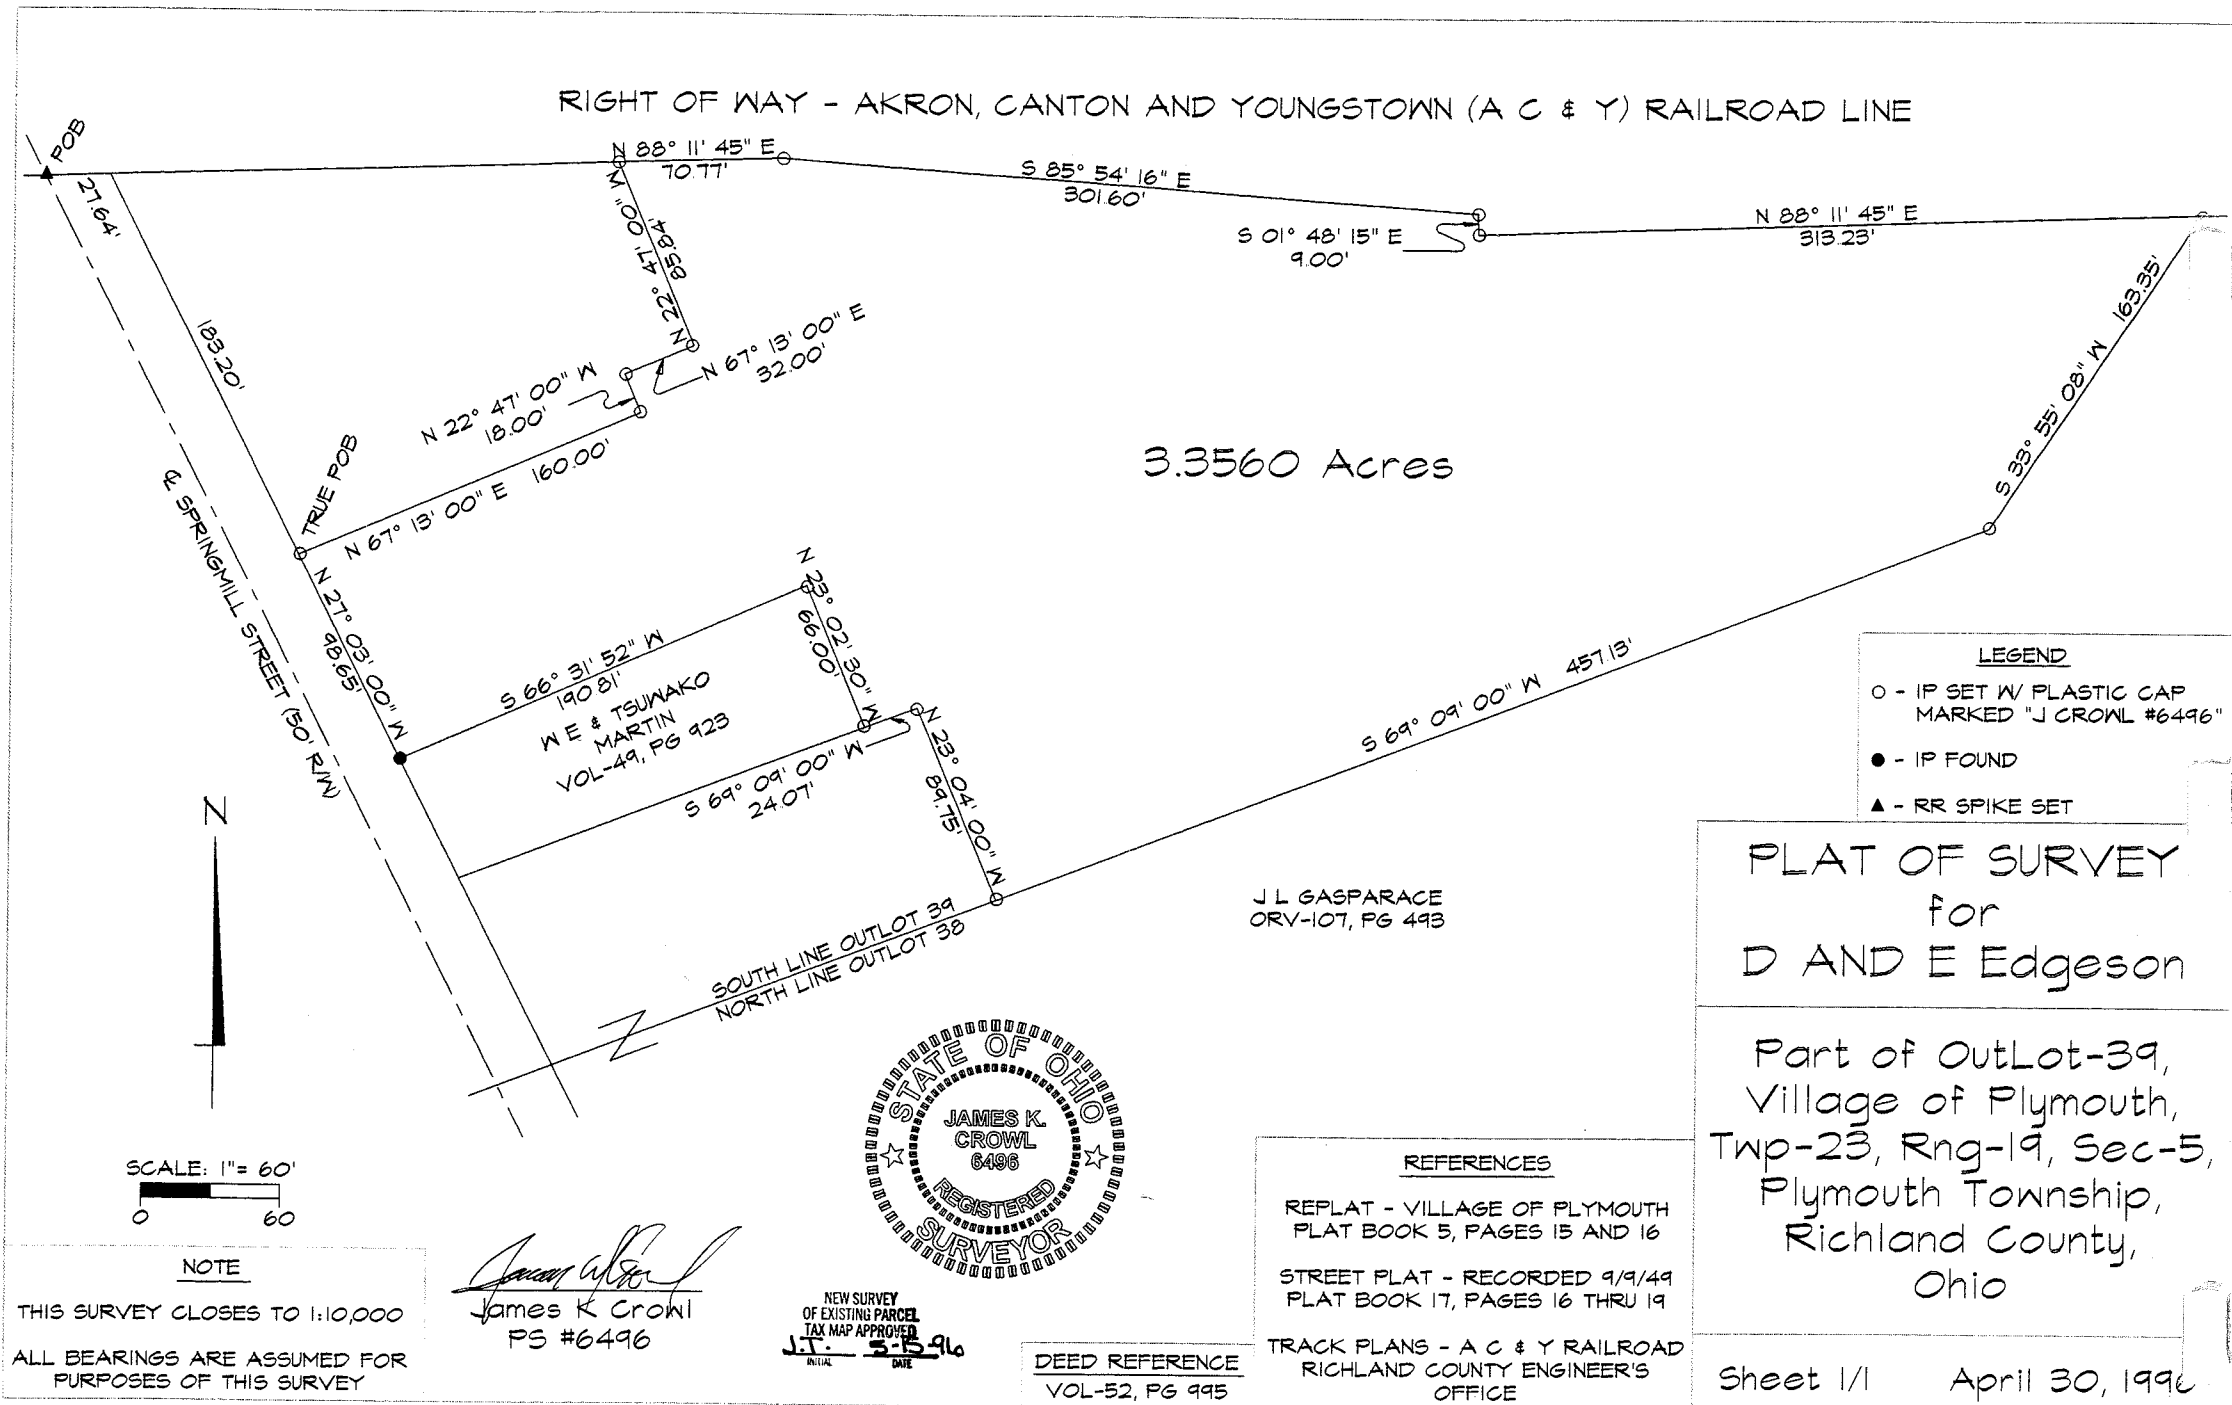 RIGHT OF WAY - AKRON, CANTON AND YOUNGSTOWN (A C & Y) RAILROAD LINE
POB
27.64'
N 88° 11' 45" E
70.77'
S 85° 54' 16" E
301.60'
S 01° 48' 15" E
9.00'
N 88° 11' 45" E
313.23'
N 22° 47' 00" W
85.84'
183.20'
N 67° 13' 00" E
32.00'
N 22° 47' 00" W
18.00'
N 67° 13' 00" E 160.00'
TRUE POB
S 33° 55' 08" W 163.35'
3.3560 Acres
℄ SPRINGMILL STREET (50' R/W)
N 27° 03' 00" W
98.65'
S 66° 31' 52" W
190.81'
N 23° 02' 30" W
66.00'
W E & TSUWAKO
MARTIN
VOL-49, PG 923
S 69° 09' 00" W
24.07'
N 23° 04' 00" W
89.75'
S 69° 09' 00" W 457.13'
SOUTH LINE OUTLOT 39
NORTH LINE OUTLOT 38
J L GASPARACE
ORV-107, PG 493
LEGEND
○ - IP SET W/ PLASTIC CAP
MARKED "J CROWL #6496"
● - IP FOUND
▲ - RR SPIKE SET
PLAT OF SURVEY
for
D AND E Edgeson
Part of OutLot-39,
Village of Plymouth,
Twp-23, Rng-19, Sec-5,
Plymouth Township,
Richland County,
Ohio
Sheet 1/1 April 30, 199
N
SCALE: 1"= 60'
0 60
NOTE
THIS SURVEY CLOSES TO 1:10,000
ALL BEARINGS ARE ASSUMED FOR
PURPOSES OF THIS SURVEY
James K Crowl
PS #6496
STATE OF OHIO
JAMES K.
CROWL
6496
REGISTERED
SURVEYOR
NEW SURVEY
OF EXISTING PARCEL
TAX MAP APPROVED
J.T. 5-15-96
INITIAL DATE
DEED REFERENCE
VOL-52, PG 995
REFERENCES
REPLAT - VILLAGE OF PLYMOUTH
PLAT BOOK 5, PAGES 15 AND 16
STREET PLAT - RECORDED 9/9/49
PLAT BOOK 17, PAGES 16 THRU 19
TRACK PLANS - A C & Y RAILROAD
RICHLAND COUNTY ENGINEER'S
OFFICE